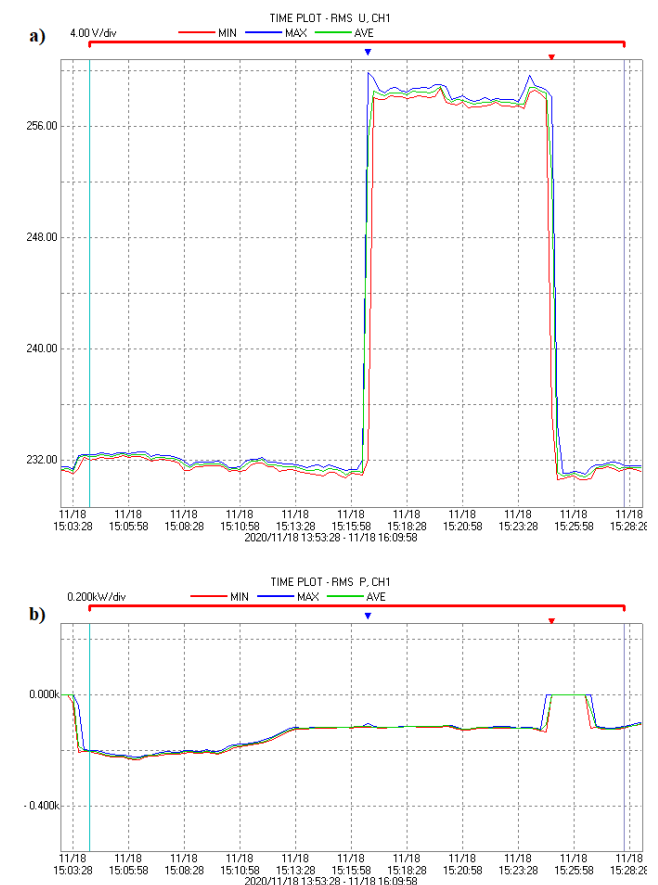 TIME PLOT - RMS U, CH1
a) 4.00 V/div MIN MAX AVE
256.00
248.00
240.00
232.00
11/18 11/18 11/18 11/18 11/18 11/18 11/18 11/18 11/18 11/18 11/18
15:03:28 15:05:58 15:08:28 15:10:58 15:13:28 15:15:58 15:18:28 15:20:58 15:23:28 15:25:58 15:28:28
2020/11/18 13:53:28 - 11/18 16:09:58
TIME PLOT - RMS P, CH1
b) 0.200kW/div MIN MAX AVE
0.000k
- 0.400k
11/18 11/18 11/18 11/18 11/18 11/18 11/18 11/18 11/18 11/18 11/18
15:03:28 15:05:58 15:08:28 15:10:58 15:13:28 15:15:58 15:18:28 15:20:58 15:23:28 15:25:58 15:28:28
2020/11/18 13:53:28 - 11/18 16:09:58